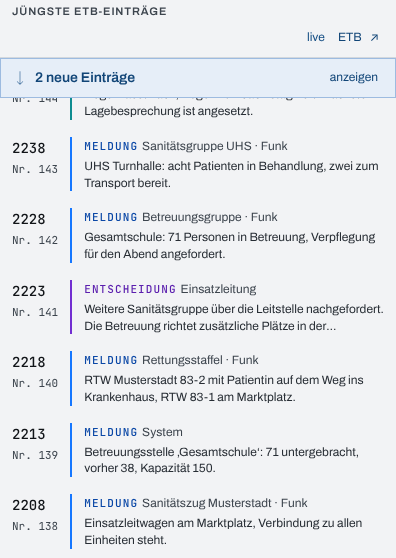 JÜNGSTE ETB-EINTRÄGE
live ETB ↗
↓ 2 neue Einträge anzeigen
Nr. 144
Lagebesprechung ist angesetzt.
2238 MELDUNG Sanitätsgruppe UHS · Funk
Nr. 143 UHS Turnhalle: acht Patienten in Behandlung, zwei zum
Transport bereit.
2228 MELDUNG Betreuungsgruppe · Funk
Nr. 142 Gesamtschule: 71 Personen in Betreuung, Verpflegung
für den Abend angefordert.
2223 ENTSCHEIDUNG Einsatzleitung
Nr. 141 Weitere Sanitätsgruppe über die Leitstelle nachgefordert.
Die Betreuung richtet zusätzliche Plätze in der…
2218 MELDUNG Rettungsstaffel · Funk
Nr. 140 RTW Musterstadt 83-2 mit Patientin auf dem Weg ins
Krankenhaus, RTW 83-1 am Marktplatz.
2213 MELDUNG System
Nr. 139 Betreuungsstelle ‚Gesamtschule‘: 71 untergebracht,
vorher 38, Kapazität 150.
2208 MELDUNG Sanitätszug Musterstadt · Funk
Nr. 138 Einsatzleitwagen am Marktplatz, Verbindung zu allen
Einheiten steht.